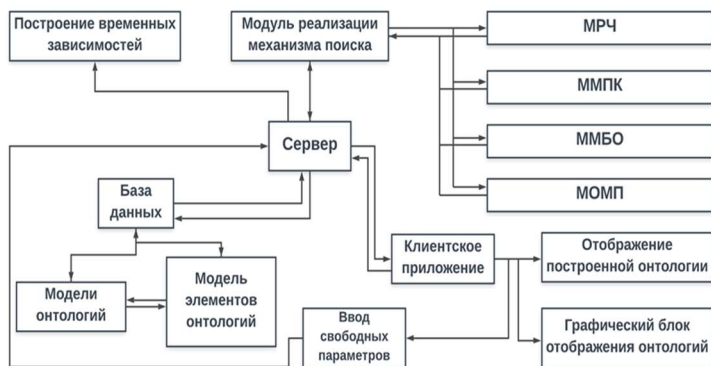 Построение временных
зависимостей
Модуль реализации
механизма поиска
МРЧ
ММПК
ММБО
МОМП
Сервер
База
данных
Модели
онтологий
Модель
элементов
онтологий
Клиентское
приложение
Отображение
построенной онтологии
Ввод
свободных
параметров
Графический блок
отображения онтологий